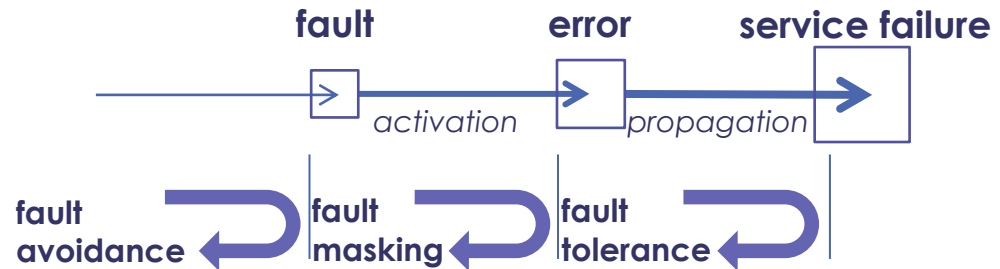 fault error service failure
activation propagation
fault avoidance
fault masking
fault tolerance